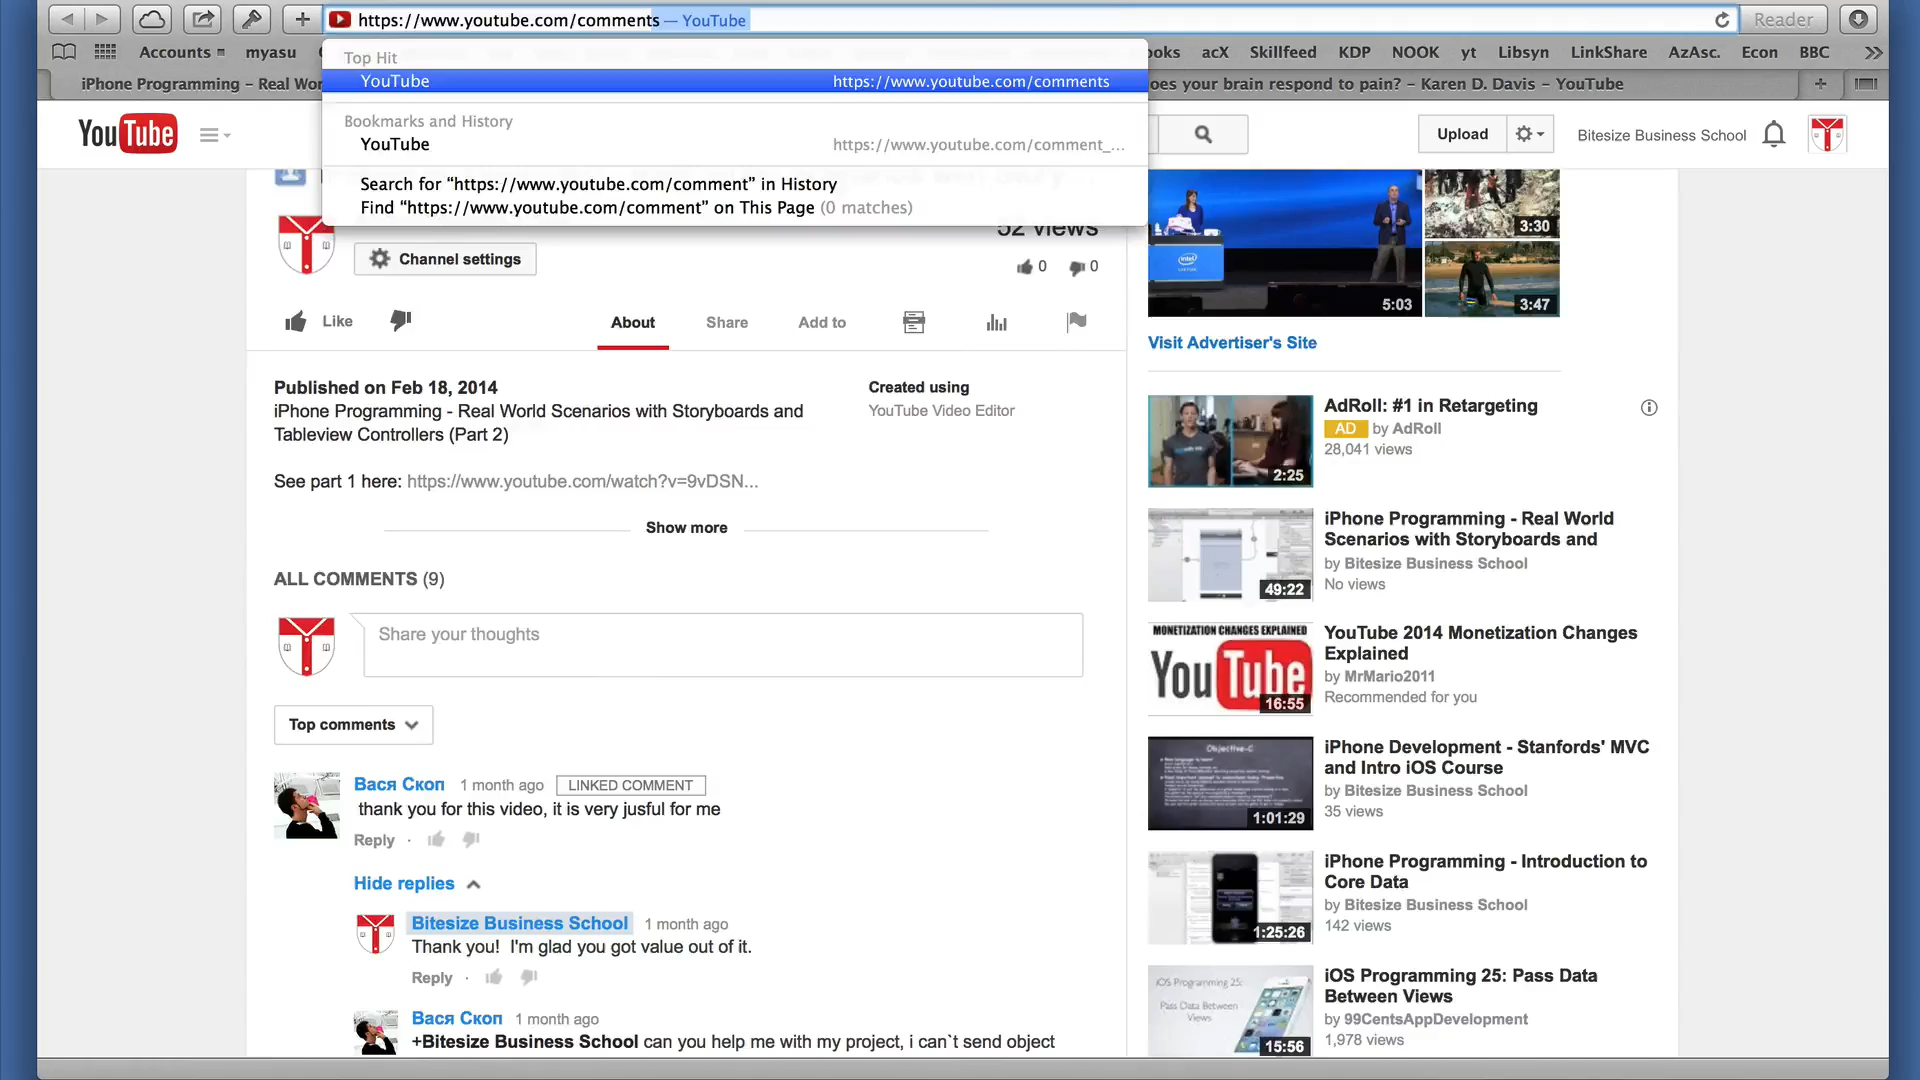 https://www.youtube.com/comments — YouTube
Reader
Accounts
myasu
acX
Skillfeed
KDP
NOOK
yt
Libsyn
LinkShare
AzAsc.
Econ
BBC
Top Hit
YouTube https://www.youtube.com/comments
Bookmarks and History
YouTube https://www.youtube.com/comment_...
Search for “https://www.youtube.com/comment” in History
Find “https://www.youtube.com/comment” on This Page (0 matches)
iPhone Programming – Real
your brain respond to pain? – Karen D. Davis – YouTube
YouTube
Upload
Bitesize Business School
52 views
Channel settings
0 0
Like
About
Share
Add to
Published on Feb 18, 2014
iPhone Programming - Real World Scenarios with Storyboards and
Tableview Controllers (Part 2)
Created using
YouTube Video Editor
See part 1 here: https://www.youtube.com/watch?v=9vDSN...
Show more
ALL COMMENTS (9)
Share your thoughts
Top comments
Вася Скоп 1 month ago LINKED COMMENT
thank you for this video, it is very jusful for me
Reply ·
Hide replies
Bitesize Business School 1 month ago
Thank you! I'm glad you got value out of it.
Reply ·
Вася Скоп 1 month ago
+Bitesize Business School can you help me with my project, i can`t send object
intel
5:03
3:30
3:47
Visit Advertiser's Site
2:25
AdRoll: #1 in Retargeting
AD by AdRoll
28,041 views
49:22
iPhone Programming - Real World
Scenarios with Storyboards and
by Bitesize Business School
No views
MONETIZATION CHANGES EXPLAINED
YouTube
16:55
YouTube 2014 Monetization Changes
Explained
by MrMario2011
Recommended for you
Objective-C
1:01:29
iPhone Development - Stanfords' MVC
and Intro iOS Course
by Bitesize Business School
35 views
1:25:26
iPhone Programming - Introduction to
Core Data
by Bitesize Business School
142 views
iOS Programming 25:
Pass Data Between
Views
15:56
iOS Programming 25: Pass Data
Between Views
by 99CentsAppDevelopment
1,978 views